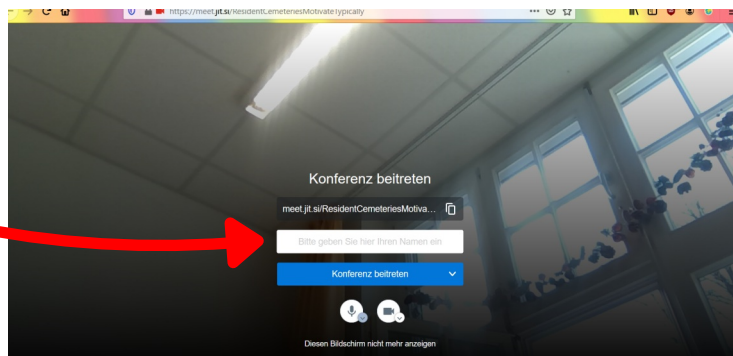 https://meet.jit.si/ResidentCemeteriesMotivateTypically
Konferenz beitreten
meet.jit.si/ResidentCemeteriesMotiva...
Bitte geben Sie hier Ihren Namen ein
Konferenz beitreten
Diesen Bildschirm nicht mehr anzeigen